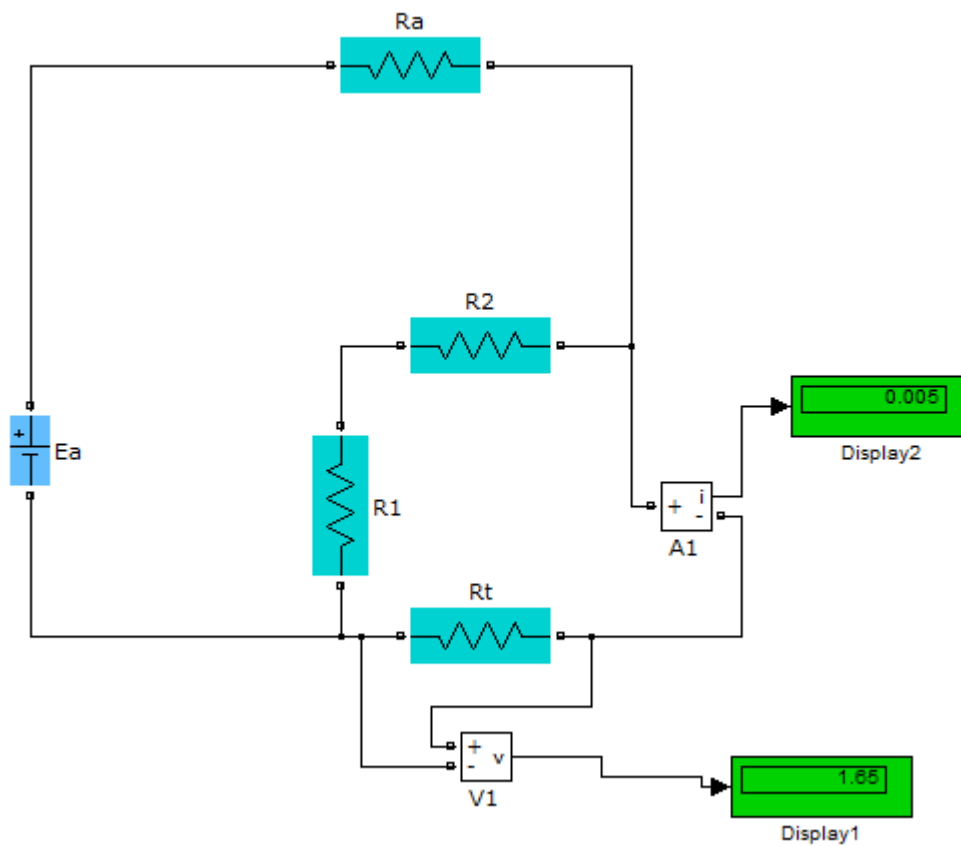 Ra
R2
+
Ea
0.005
Display2
R1
+ i
-
A1
Rt
+
- v
V1
1.65
Display1